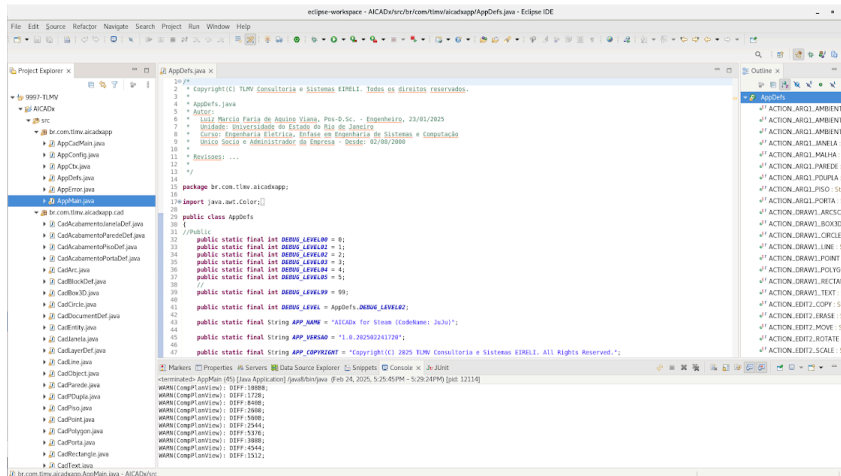 eclipse-workspace - AICADx/src/br/com/tlmv/aicadxapp/AppDefs.java - Eclipse IDE
File Edit Source Refactor Navigate Search Project Run Window Help
Project Explorer
9997-TLMV
AICADx
src
br.com.tlmv.aicadxapp
AppCadMain.java
AppConfig.java
AppCtx.java
AppDefs.java
AppError.java
AppMain.java
br.com.tlmv.aicadxapp.cad
CadAcabamentoJanelaDef.java
CadAcabamentoParedeDef.java
CadAcabamentoPisoDef.java
CadAcabamentoPortaDef.java
CadArc.java
CadBlockDef.java
CadBox3D.java
CadCircle.java
CadDocumentDef.java
CadEntity.java
CadJanela.java
CadLayerDef.java
CadLine.java
CadObject.java
CadParede.java
CadPDupla.java
CadPiso.java
CadPoint.java
CadPolygon.java
CadPorta.java
CadRectangle.java
CadText.java
AppDefs.java
1 /*
2 * Copyright(C) TLMV Consultoria e Sistemas EIRELI. Todos os direitos reservados.
3 *
4 * AppDefs.java
5 * Autor:
6 * Luiz Marcio Faria de Aquino Viana, Pos-D.Sc. - Engenheiro, 23/01/2025
7 * Unidade: Universidade do Estado do Rio de Janeiro
8 * Curso: Engenharia Eletrica, Enfase em Engenharia de Sistemas e Computacao
9 * Unico Socio e Administrador da Empresa - Desde: 02/08/2000
10 *
11 * Revisoes: ...
12 *
13 */
14
15 package br.com.tlmv.aicadxapp;
16
17 import java.awt.Color;
28
29 public class AppDefs
30 {
31 //Public
32 public static final int DEBUG_LEVEL00 = 0;
33 public static final int DEBUG_LEVEL01 = 1;
34 public static final int DEBUG_LEVEL02 = 2;
35 public static final int DEBUG_LEVEL03 = 3;
36 public static final int DEBUG_LEVEL04 = 4;
37 public static final int DEBUG_LEVEL05 = 5;
38 //
39 public static final int DEBUG_LEVEL99 = 99;
40
41 public static final int DEBUG_LEVEL = AppDefs.DEBUG_LEVEL02;
42
43 public static final String APP_NAME = "AICADx for Steam (CodeName: JuJu)";
44
45 public static final String APP_VERSAO = "1.0.202502241720";
46
47 public static final String APP_COPYRIGHT = "Copyright(C) 2025 TLMV Consultoria e Sistemas EIRELI. All Rights Reserved.";
Outline
AppDefs
ACTION_ARQ1_AMBIENT
ACTION_ARQ1_AMBIENT
ACTION_ARQ1_AMBIENT
ACTION_ARQ1_JANELA :
ACTION_ARQ1_MALHA :
ACTION_ARQ1_PAREDE :
ACTION_ARQ1_PDUPLA :
ACTION_ARQ1_PISO : St
ACTION_ARQ1_PORTA :
ACTION_DRAW1_ARCSC
ACTION_DRAW1_BOX3D
ACTION_DRAW1_CIRCLE
ACTION_DRAW1_LINE : S
ACTION_DRAW1_POINT
ACTION_DRAW1_POLYG
ACTION_DRAW1_RECTA
ACTION_DRAW1_TEXT :
ACTION_EDIT2_COPY : S
ACTION_EDIT2_ERASE :
ACTION_EDIT2_MOVE :
ACTION_EDIT2_ROTATE
ACTION_EDIT2_SCALE :
Markers Properties Servers Data Source Explorer Snippets Console JUnit
<terminated> AppMain (45) [Java Application] /java8/bin/java (Feb 24, 2025, 5:25:45 PM – 5:29:24 PM) [pid: 12114]
WARN(CompPlanView): DIFF:10880;
WARN(CompPlanView): DIFF:1728;
WARN(CompPlanView): DIFF:8400;
WARN(CompPlanView): DIFF:2600;
WARN(CompPlanView): DIFF:5600;
WARN(CompPlanView): DIFF:2544;
WARN(CompPlanView): DIFF:5376;
WARN(CompPlanView): DIFF:3888;
WARN(CompPlanView): DIFF:4544;
WARN(CompPlanView): DIFF:1512;
br.com.tlmv.aicadxapp.AppMain.java - AICADx/src